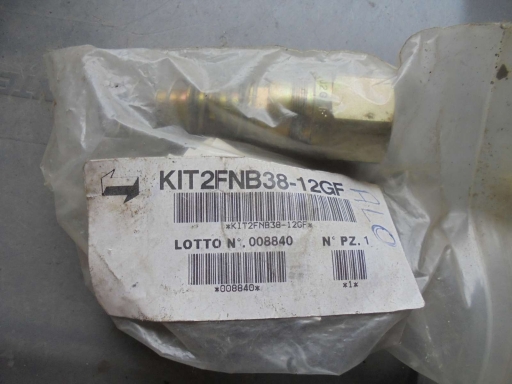 KIT2FNB38-12GF
*KIT2FNB38-12GF*
LOTTO N°. 008840 N° PZ. 1
*008840* *1*